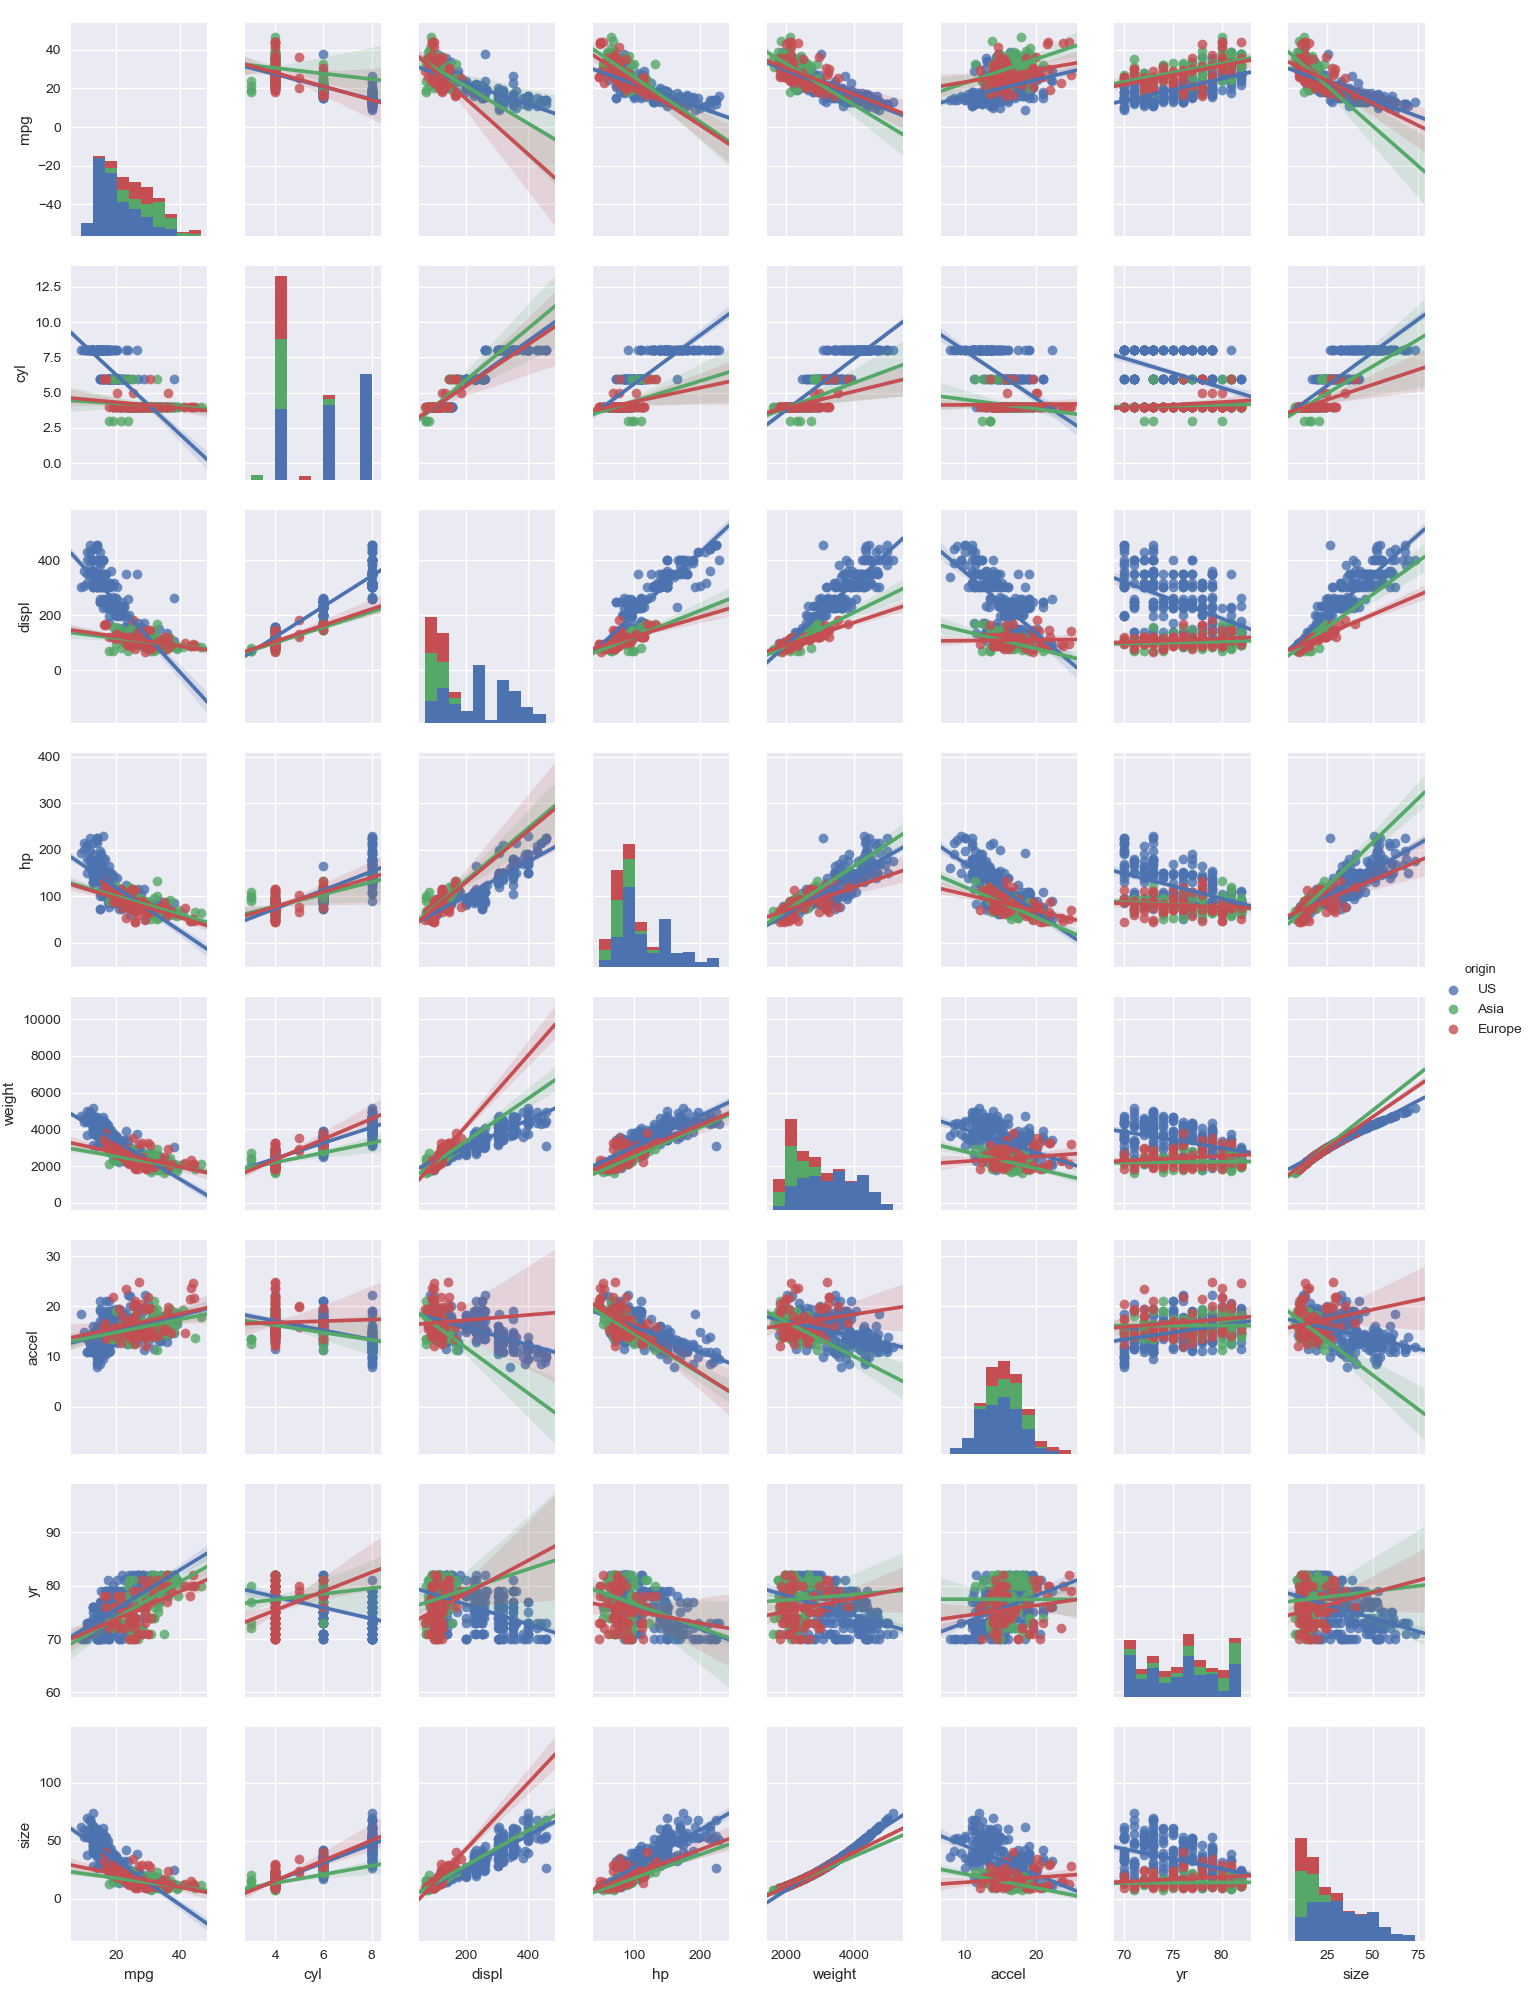 40
20
0
−20
−40
mpg
12.5
10.0
7.5
5.0
2.5
0.0
cyl
400
200
0
displ
400
300
200
100
0
hp
origin
US
Asia
Europe
10000
8000
6000
4000
2000
0
weight
30
20
10
0
accel
90
80
70
60
yr
100
50
0
size
20 40 4 6 8 200 400 100 200 2000 4000 10 20 70 75 80 25 50 75
mpg cyl displ hp weight accel yr size